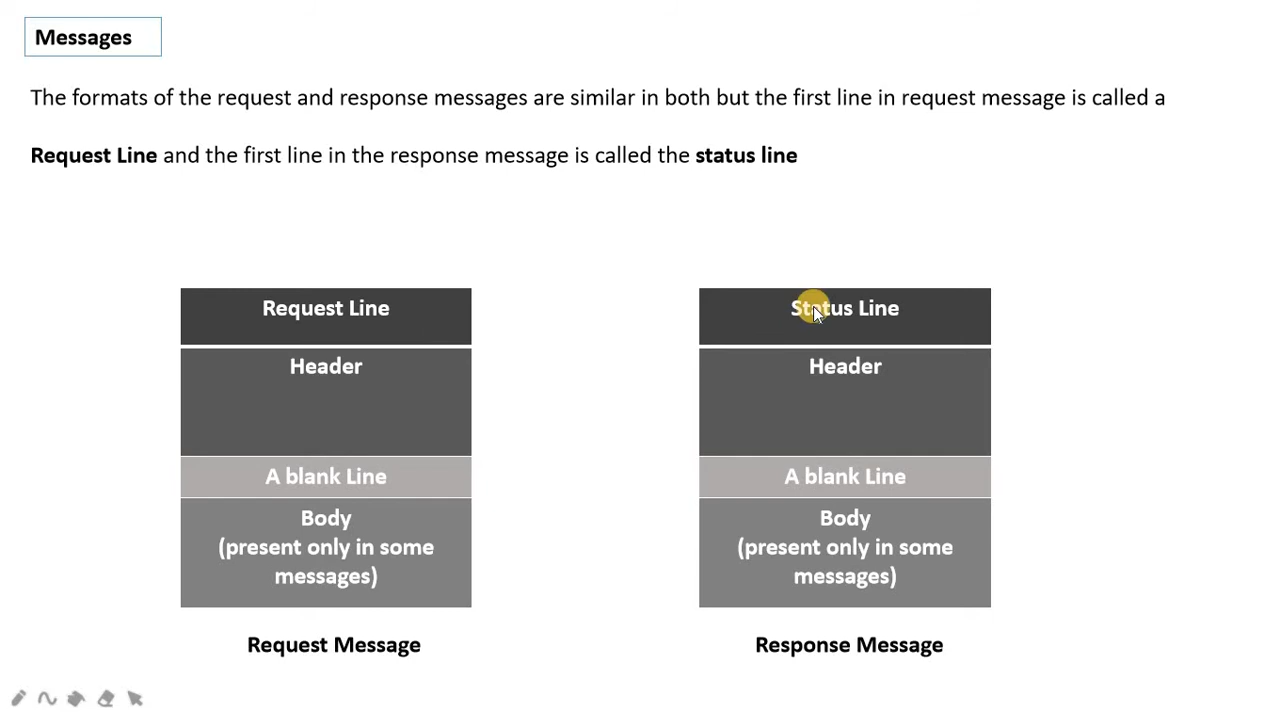 Messages
The formats of the request and response messages are similar in both but the first line in request message is called a
Request Line and the first line in the response message is called the status line
Request Line
Header
A blank Line
Body
(present only in some
messages)
Request Message
Status Line
Header
A blank Line
Body
(present only in some
messages)
Response Message